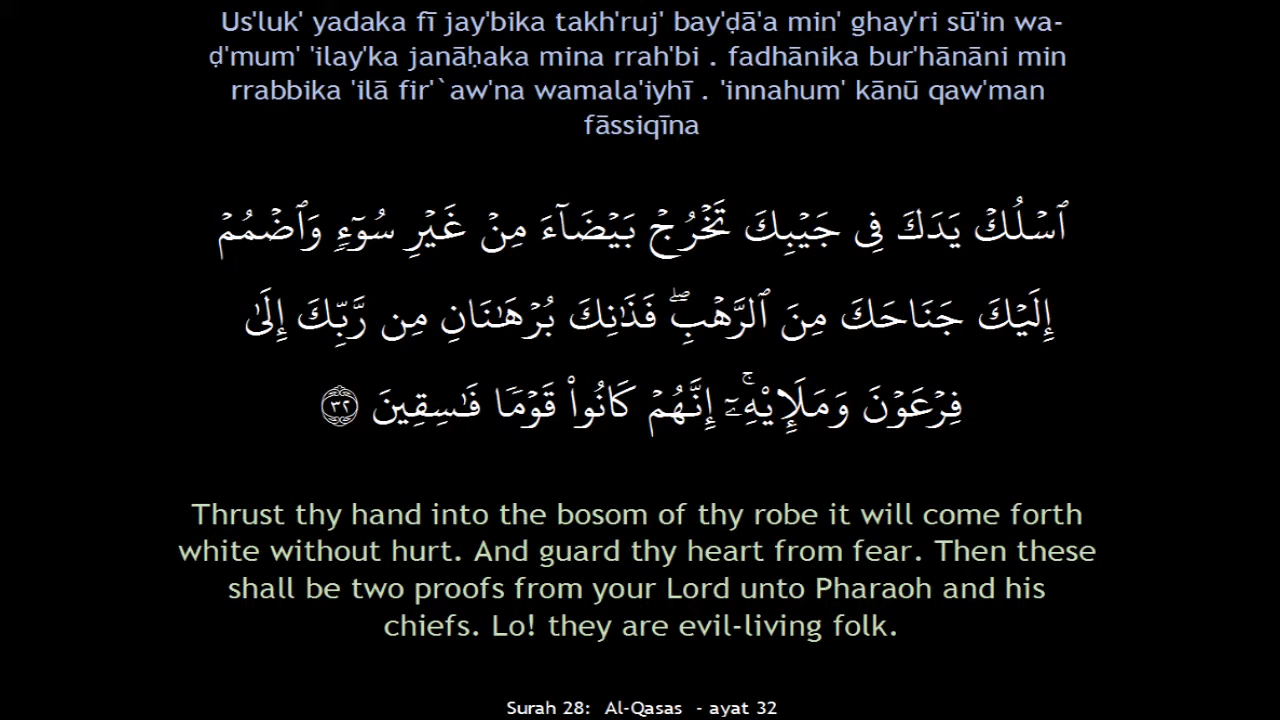 Us'luk' yadaka fī jay'bika takh'ruj' bay'ḍā'a min' ghay'ri sū'in wa-
ḍ'mum' 'ilay'ka janāḥaka mina rrah'bi . fadhānika bur'hānāni min
rrabbika 'ilā fir'`aw'na wamala'iyhī . 'innahum' kānū qaw'man
fāssiqīna
ٱسۡلُكۡ يَدَكَ فِى جَيۡبِكَ تَخۡرُجۡ بَيۡضَآءَ مِنۡ غَيۡرِ سُوٓءٍ وَٱضۡمُمۡ
إِلَيۡكَ جَنَاحَكَ مِنَ ٱلرَّهۡبِۖ فَذَٰنِكَ بُرۡهَـٰنَانِ مِن رَّبِّكَ إِلَىٰ
فِرۡعَوۡنَ وَمَلَإِي۟هِۦٓۚ إِنَّهُمۡ كَانُوا۟ قَوۡمًا فَـٰسِقِينَ ٣٢
Thrust thy hand into the bosom of thy robe it will come forth
white without hurt. And guard thy heart from fear. Then these
shall be two proofs from your Lord unto Pharaoh and his
chiefs. Lo! they are evil-living folk.
Surah 28: Al-Qasas - ayat 32